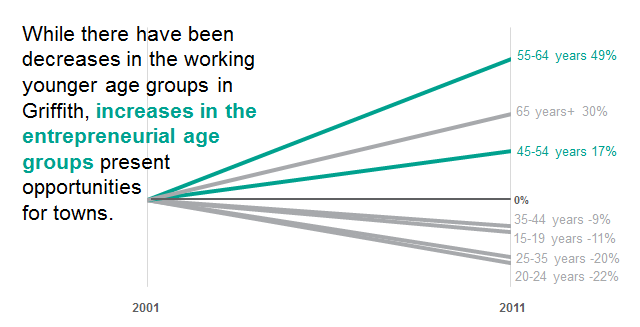 While there have been
decreases in the working
younger age groups in
Griffith, increases in the
entrepreneurial age
groups present
opportunities
for towns.
55-64 years 49%
65 years+ 30%
45-54 years 17%
0%
35-44 years -9%
15-19 years -11%
25-35 years -20%
20-24 years -22%
2001
2011